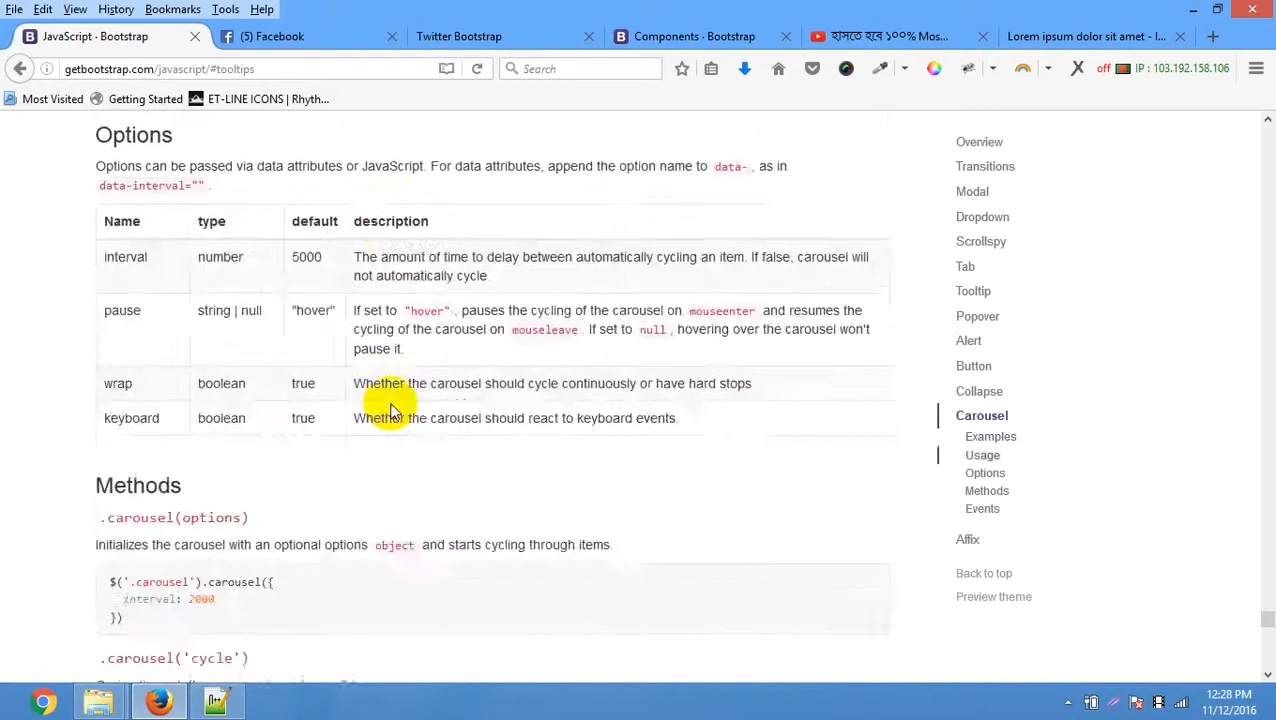 File Edit View History Bookmarks Tools Help
JavaScript · Bootstrap (5) Facebook Twitter Bootstrap Components · Bootstrap হাসতে হবে ১০০% Mos... Lorem ipsum dolor sit amet - I...
getbootstrap.com/javascript/#tooltips Search off IP : 103.192.158.106
Most Visited Getting Started ET-LINE ICONS | Rhyth...
Options
Options can be passed via data attributes or JavaScript. For data attributes, append the option name to data-, as in
data-interval="".
Name type default description
interval number 5000 The amount of time to delay between automatically cycling an item. If false, carousel will
not automatically cycle.
pause string | null "hover" If set to "hover", pauses the cycling of the carousel on mouseenter and resumes the
cycling of the carousel on mouseleave. If set to null, hovering over the carousel won't
pause it.
wrap boolean true Whether the carousel should cycle continuously or have hard stops
keyboard boolean true Whether the carousel should react to keyboard events.
Methods
.carousel(options)
Initializes the carousel with an optional options object and starts cycling through items.
$('.carousel').carousel({
interval: 2000
})
.carousel('cycle')
Overview
Transitions
Modal
Dropdown
Scrollspy
Tab
Tooltip
Popover
Alert
Button
Collapse
Carousel
Examples
Usage
Options
Methods
Events
Affix
Back to top
Preview theme
12:28 PM
11/12/2016